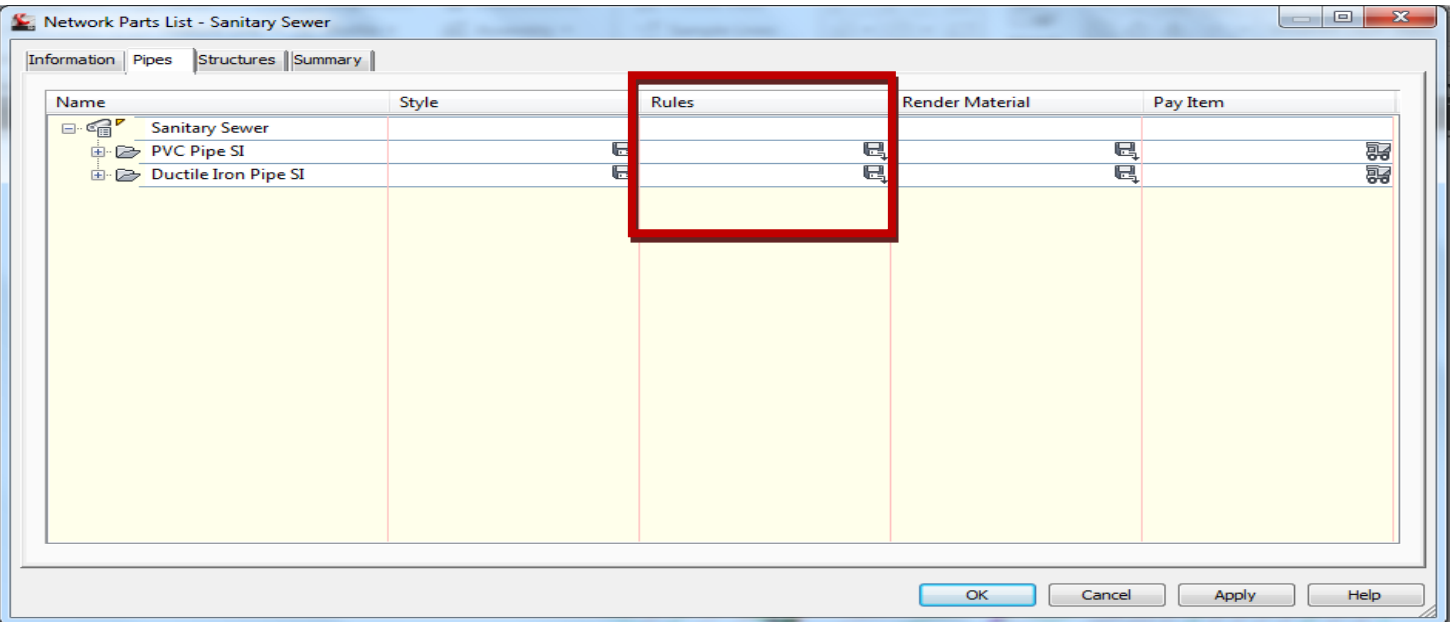 Network Parts List - Sanitary Sewer
Information Pipes Structures Summary
Name Style Rules Render Material Pay Item
Sanitary Sewer
PVC Pipe SI
Ductile Iron Pipe SI
OK Cancel Apply Help